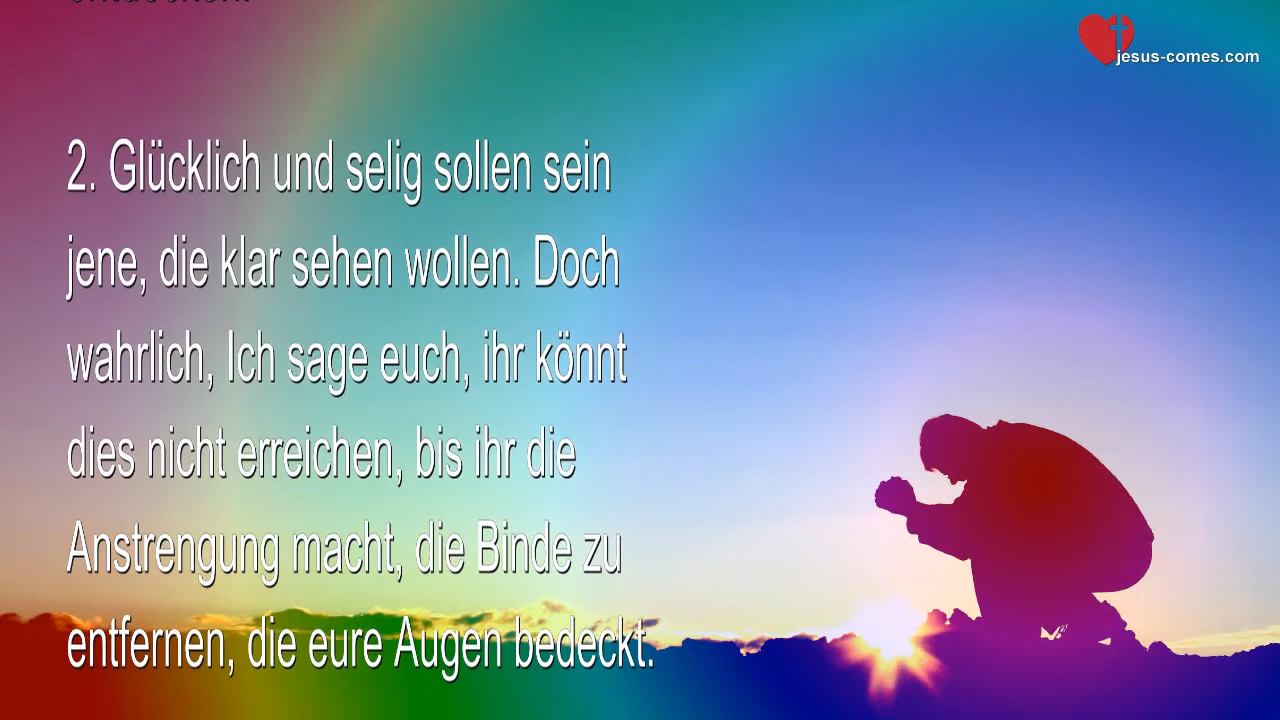 jesus-comes.com
2. Glücklich und selig sollen sein
jene, die klar sehen wollen. Doch
wahrlich, Ich sage euch, ihr könnt
dies nicht erreichen, bis ihr die
Anstrengung macht, die Binde zu
entfernen, die eure Augen bedeckt.